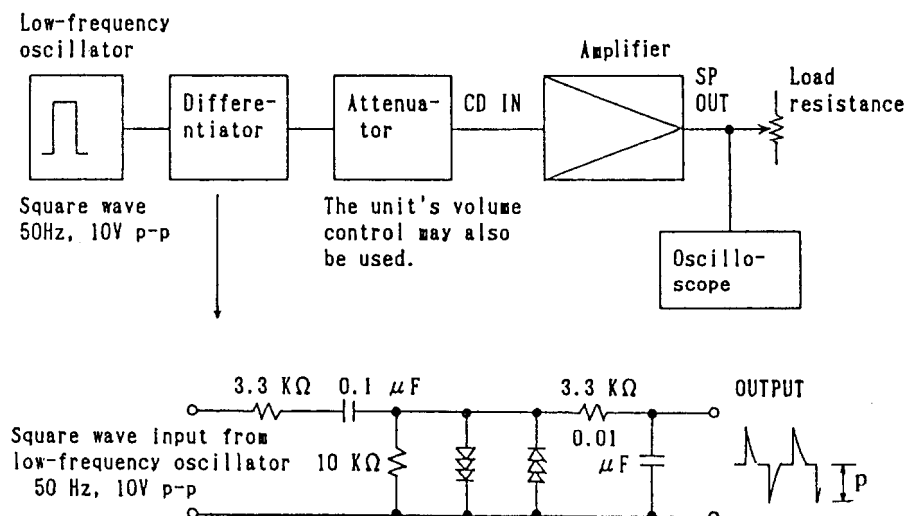 Low-frequency
oscillator
Amplifier
Differe-
ntiator
Attenua-
tor
CD IN
SP
OUT
Load
resistance
Square wave
50Hz, 10V p-p
The unit's volume
control may also
be used.
Oscillo-
scope
3.3 KΩ
0.1 μF
3.3 KΩ
OUTPUT
Square wave input from
low-frequency oscillator
50 Hz, 10V p-p
10 KΩ
0.01
μF
p